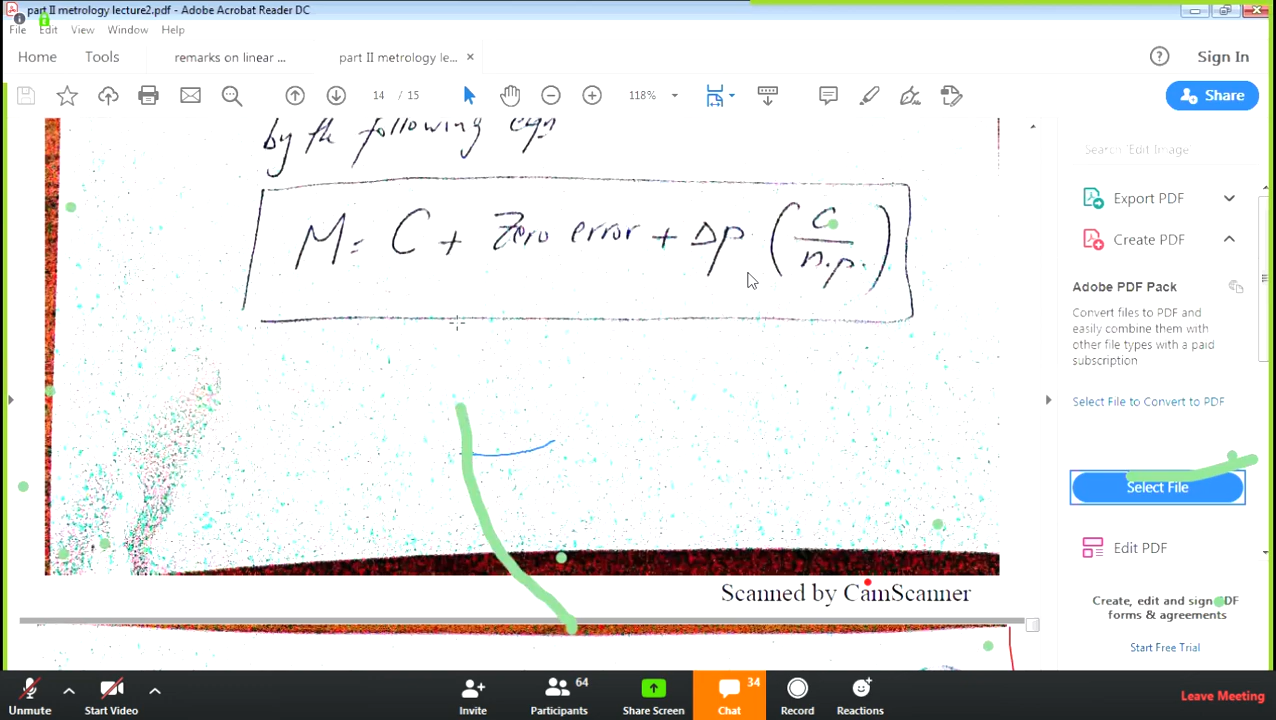 part II metrology lecture2.pdf - Adobe Acrobat Reader DC
File Edit View Window Help
Home Tools remarks on linear ... part II metrology le... × Sign In
14 / 15 118% Share
by the following eqn
M = C + Zero error + Δp (C / n.p.)
Search 'Edit Image
Export PDF
Create PDF
Adobe PDF Pack
Convert files to PDF and
easily combine them with
other file types with a paid
subscription
Select File to Convert to PDF
Select File
Edit PDF
Create, edit and sign PDF
forms & agreements
Start Free Trial
Scanned by CamScanner
64 34
Unmute Start Video Invite Participants Share Screen Chat Record Reactions Leave Meeting